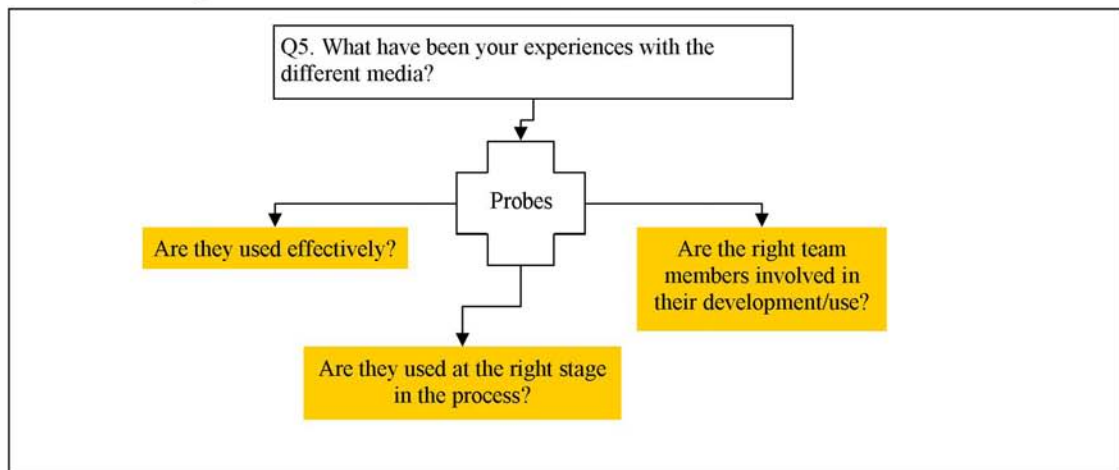 Q5. What have been your experiences with the
different media?
Probes
Are they used effectively?
Are the right team
members involved in
their development/use?
Are they used at the right stage
in the process?